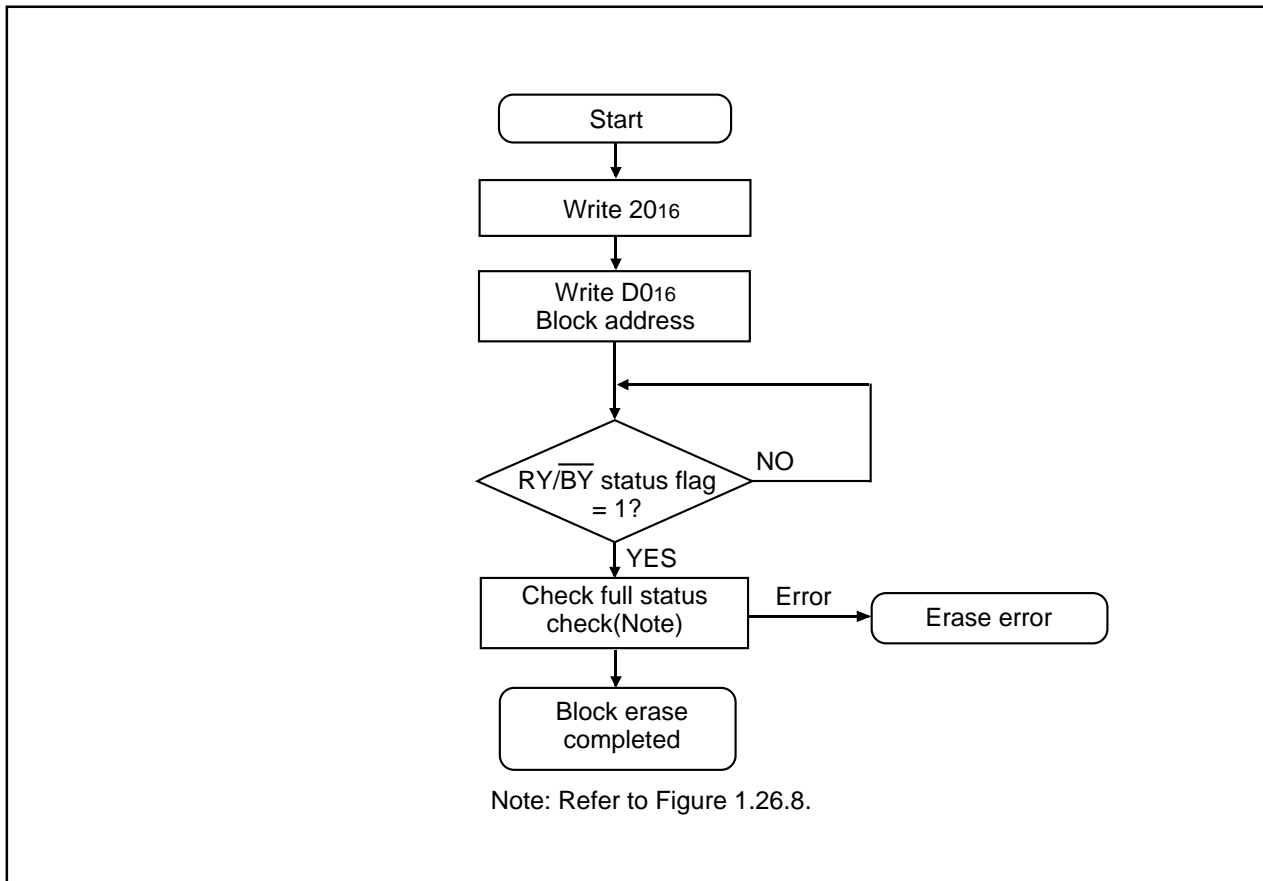 Start
Write 2016
Write D016
Block address
NO
RY/B̅Y̅ status flag
= 1?
YES
Check full status
check(Note)
Error
Erase error
Block erase
completed
Note: Refer to Figure 1.26.8.